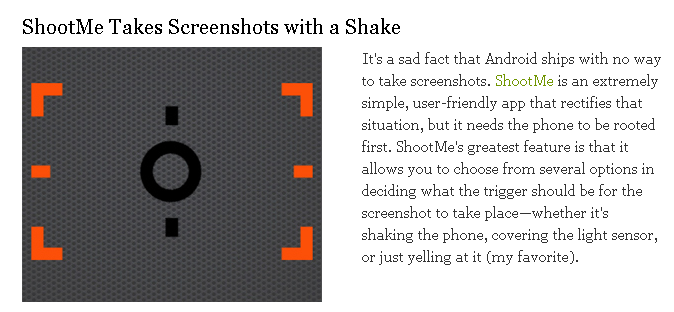 ShootMe Takes Screenshots with a Shake
It's a sad fact that Android ships with no way
to take screenshots. ShootMe is an extremely
simple, user-friendly app that rectifies that
situation, but it needs the phone to be rooted
first. ShootMe's greatest feature is that it
allows you to choose from several options in
deciding what the trigger should be for the
screenshot to take place—whether it's
shaking the phone, covering the light sensor,
or just yelling at it (my favorite).